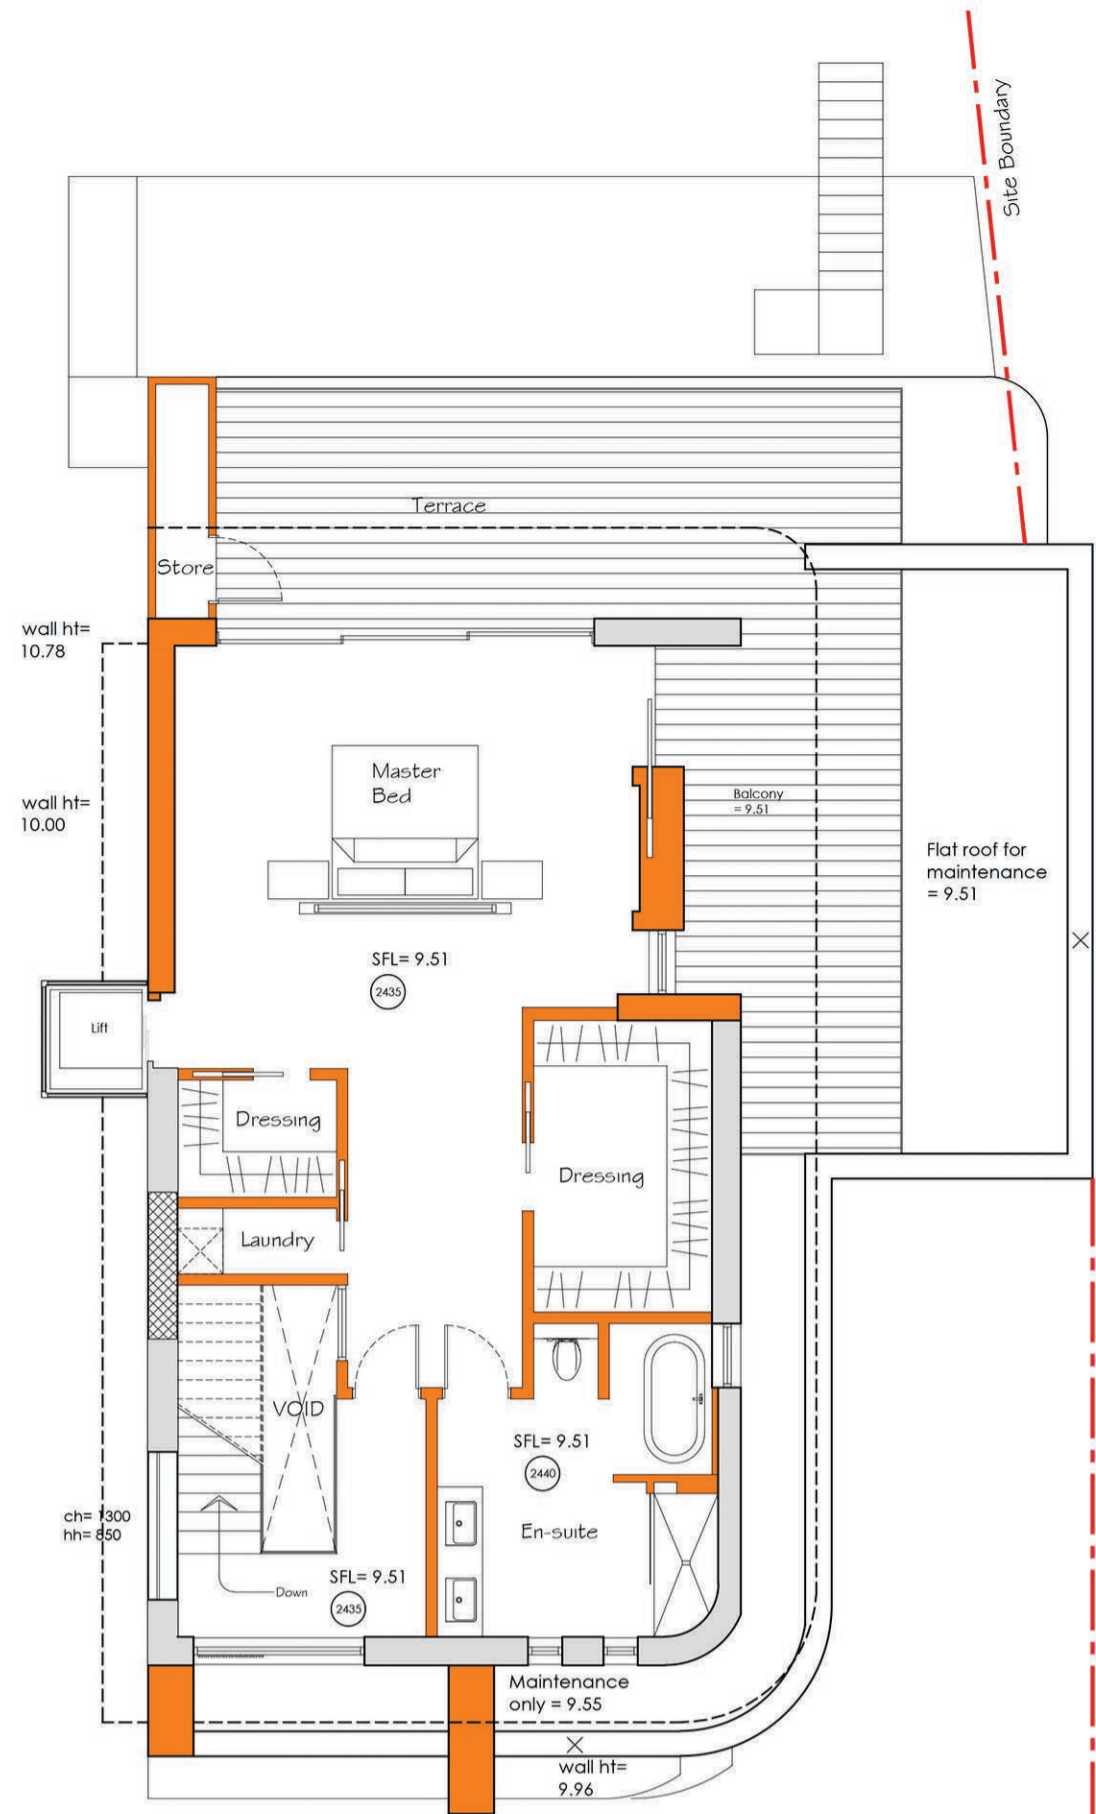 Site Boundary
Terrace
Store
wall ht=
10.78
Master
Bed
wall ht=
10.00
Balcony
= 9.51
Flat roof for
maintenance
= 9.51
SFL= 9.51
2435
Lift
Dressing
Dressing
Laundry
VOID
SFL= 9.51
2440
ch= 1300
hh= 850
En-suite
SFL= 9.51
Down
2435
Maintenance
only = 9.55
wall ht=
9.96